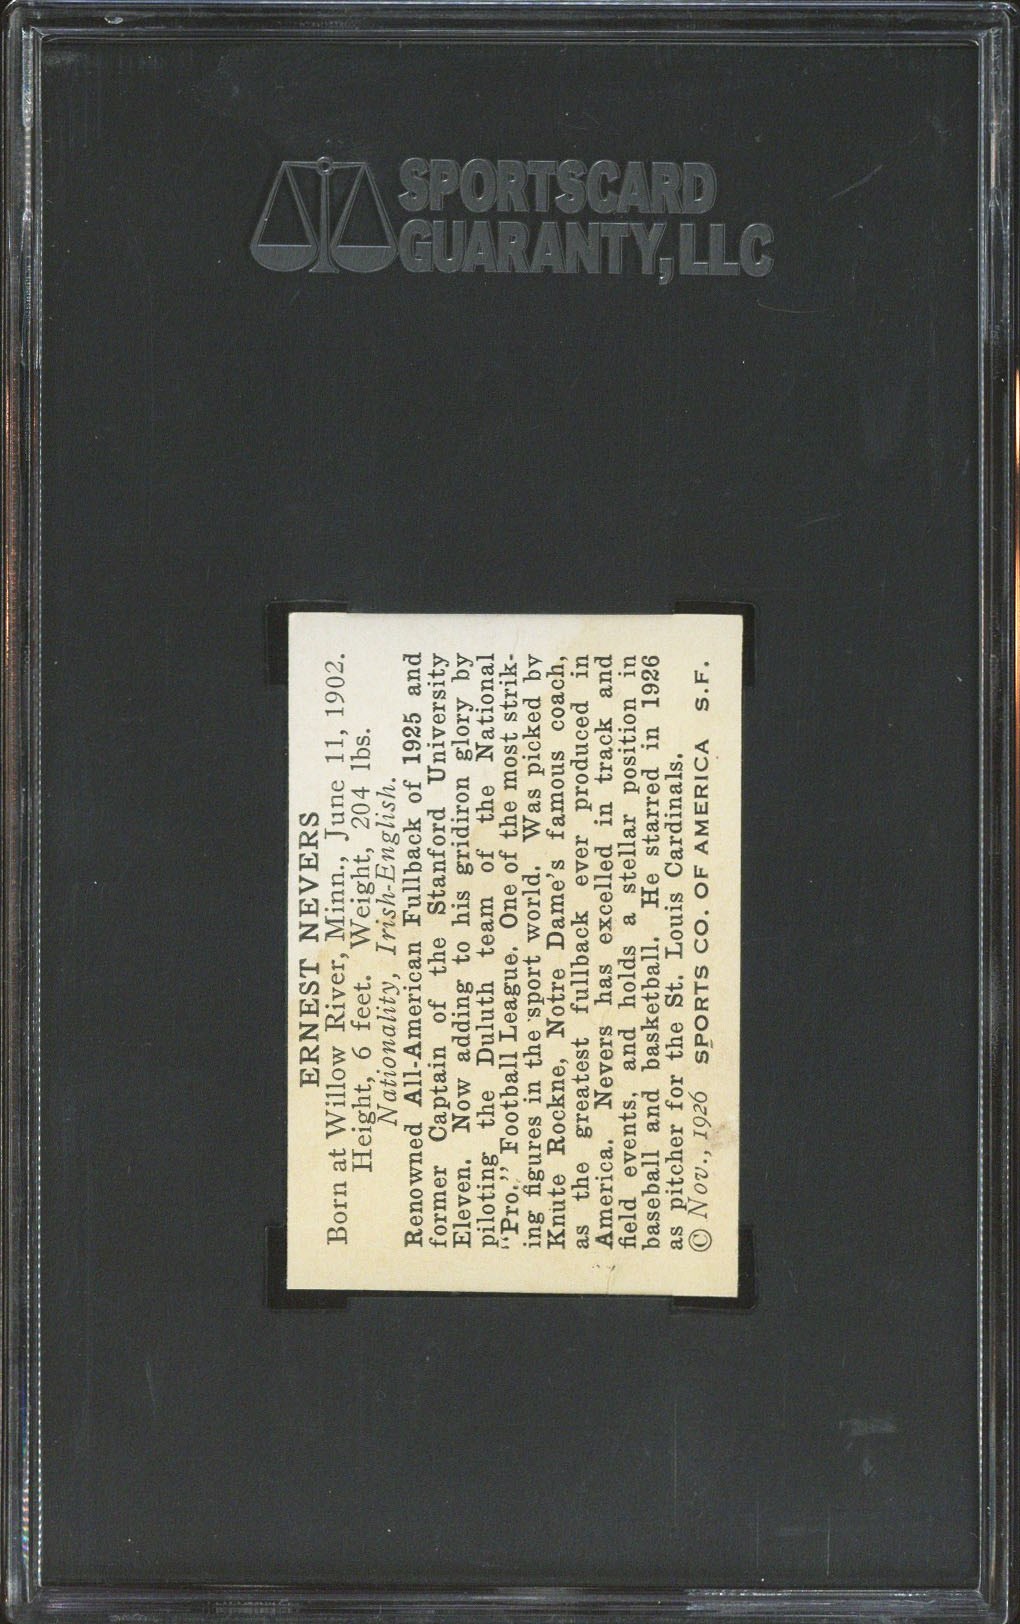 SPORTSCARD
GUARANTY, LLC
ERNEST NEVERS
Born at Willow River, Minn., June 11, 1902.
Height, 6 feet. Weight, 204 lbs.
Nationality, Irish-English.
Renowned All-American Fullback of 1925 and
former Captain of the Stanford University
Eleven. Now adding to his gridiron glory by
piloting the Duluth team of the National
“Pro.” Football League. One of the most strik-
ing figures in the sport world. Was picked by
Knute Rockne, Notre Dame's famous coach,
as the greatest fullback ever produced in
America. Nevers has excelled in track and
field events, and holds a stellar position in
baseball and basketball. He starred in 1926
as pitcher for the St. Louis Cardinals.
© Nov., 1926 SPORTS CO. OF AMERICA S.F.